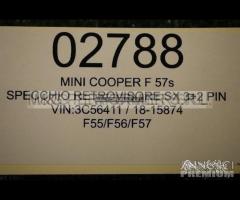 02788
MINI COOPER F 57s
SPECCHIO RETROVISORE SX 3+2 PIN
VIN:3C56411 / 18-15874
F55/F56/F57
ANNUNCI
PREMIUM